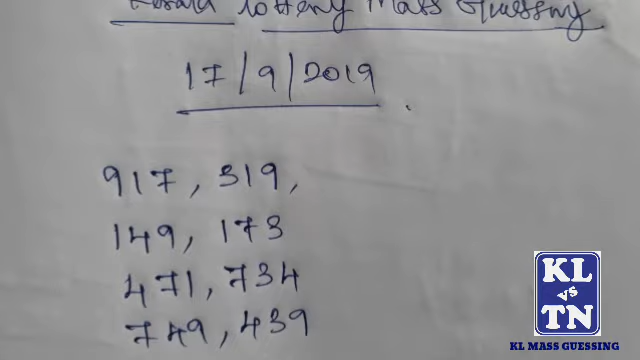 Kerala Lottery Mass Guessing
17/9/2019
917, 319,
149, 173
471, 734
749, 439
KL
vs
TN
KL MASS GUESSING